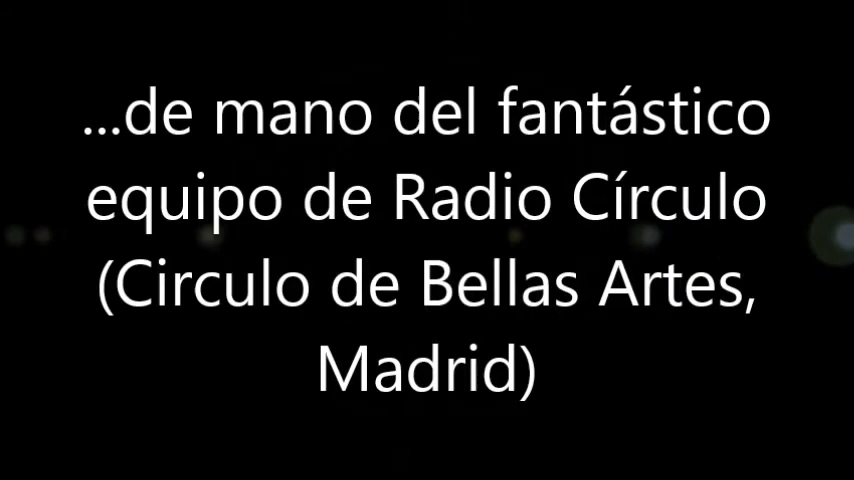 ...de mano del fantástico
equipo de Radio Círculo
(Circulo de Bellas Artes,
Madrid)